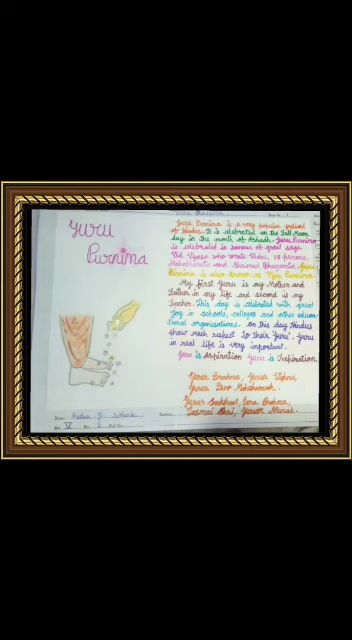 Guru
Purnima
Guru Purnima is a very popular festival
of Hindus. It is celebrated on the Full Moon
day in the month of Ashadh. Guru Purnima
is celebrated in honour of great sage
Ved Vyasa who wrote Vedas, 18 purans,
Mahabharata and Shrimad Bhagavata. Guru
Purnima is also known as Vyas Purnima.
My First Guru is my Mother and
Father in my life and second is my
Teacher. This day is celebrated with great
Joy in schools, colleges and other educa-
tional organisations. On this day Hindus
show much respect to their Guru. Guru
in real life is very important.
Guru is Aspiration Guru is Inspiration.
Gurur Brahma, Gurur Vishnu,
Gurur Devo Maheshwarah.
Gurur Sakshaat, Para Brahma,
Tasmai Shri, Gurave Namah.